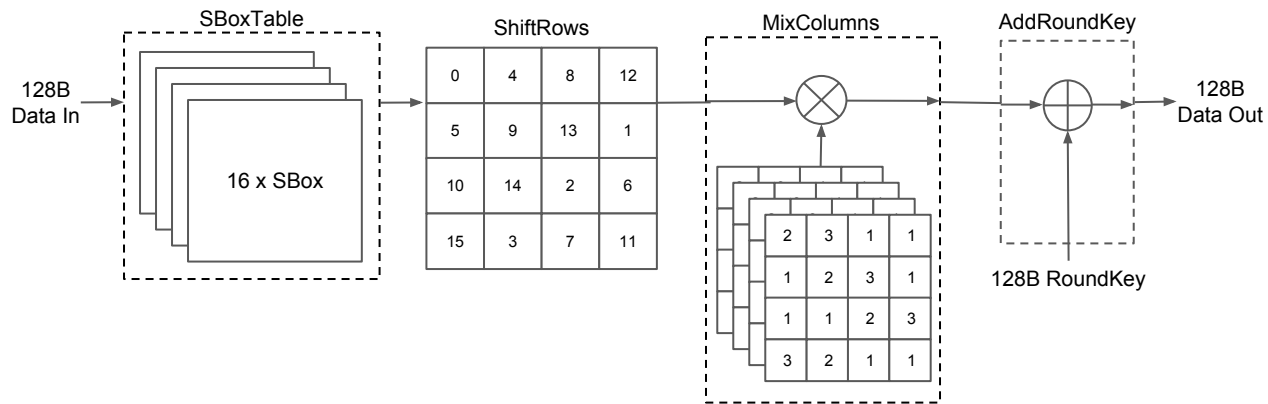 SBoxTable
ShiftRows
MixColumns
AddRoundKey
128B
Data In
16 x SBox
0 4 8 12
5 9 13 1
10 14 2 6
15 3 7 11
2 3 1 1
1 2 3 1
1 1 2 3
3 2 1 1
128B RoundKey
128B
Data Out